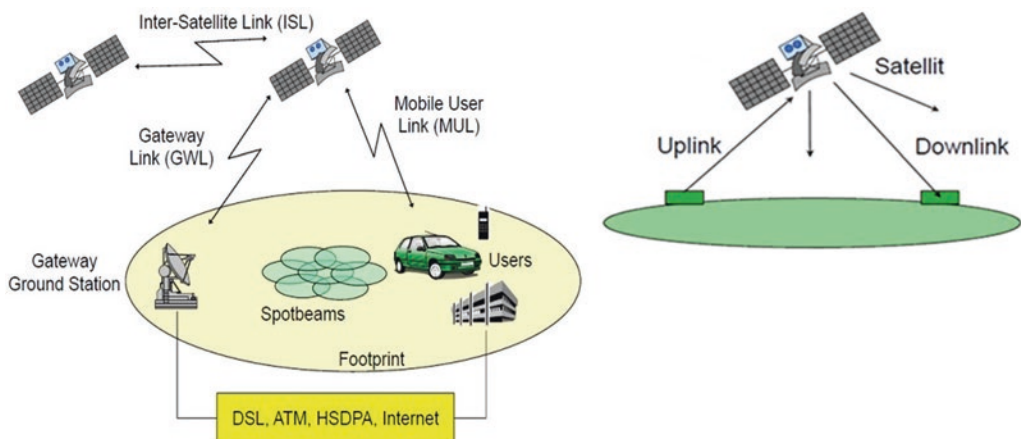 Inter-Satellite Link (ISL)
Mobile User
Link (MUL)
Gateway
Link (GWL)
Gateway
Ground Station
Spotbeams
Users
Footprint
DSL, ATM, HSDPA, Internet
Satellit
Uplink
Downlink